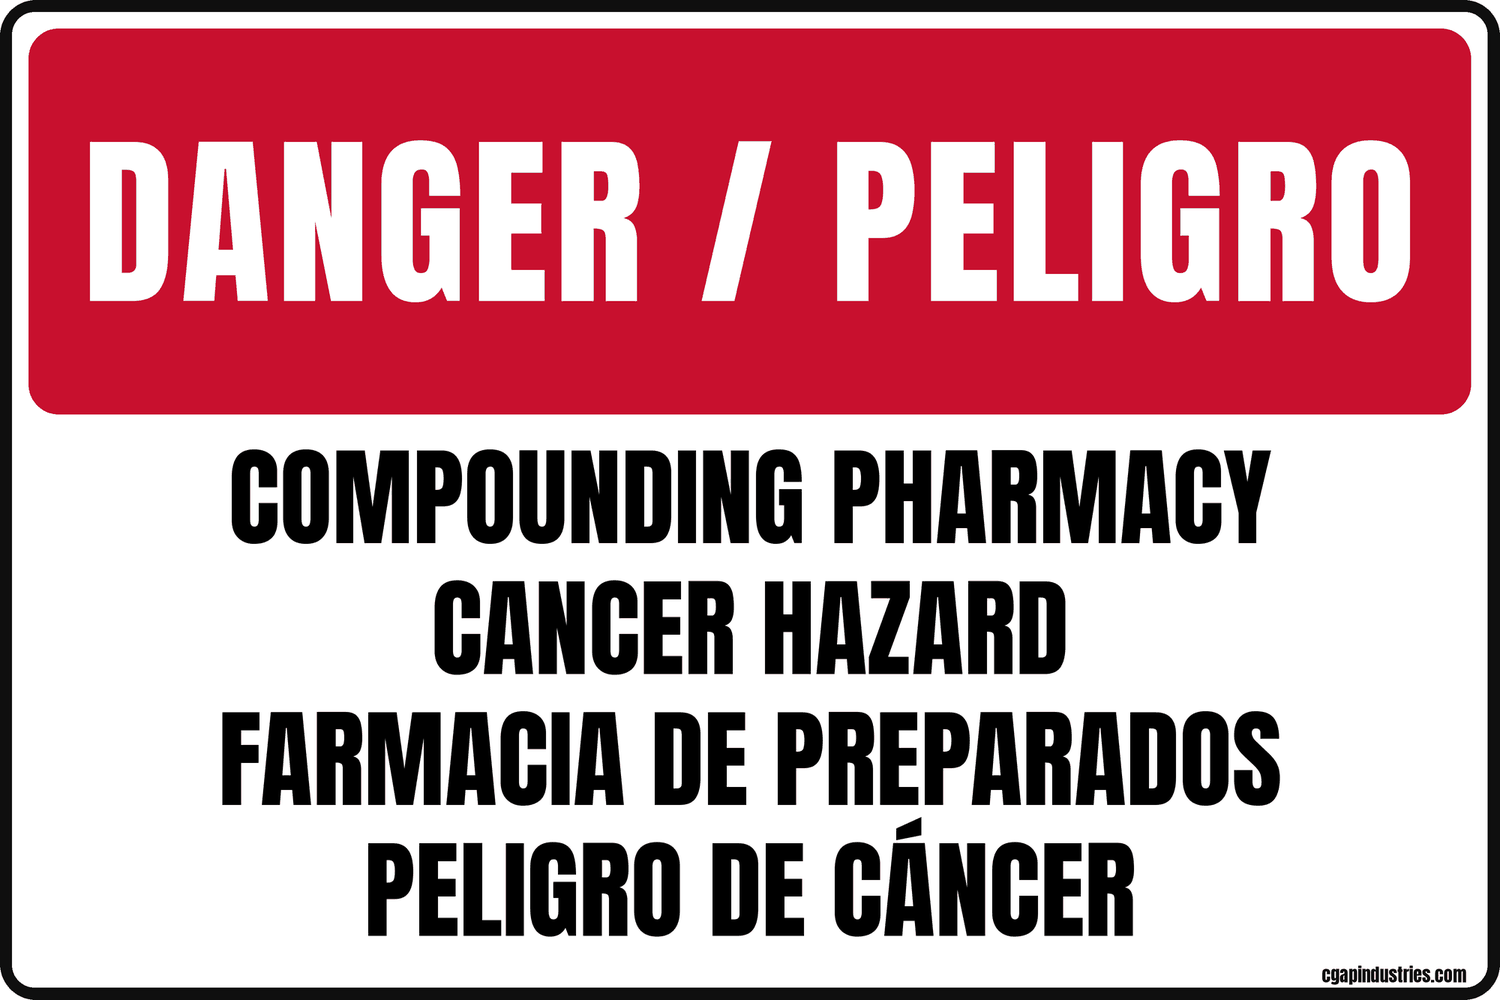 DANGER / PELIGRO
COMPOUNDING PHARMACY
CANCER HAZARD
FARMACIA DE PREPARADOS
PELIGRO DE CÁNCER
cgapindustries.com